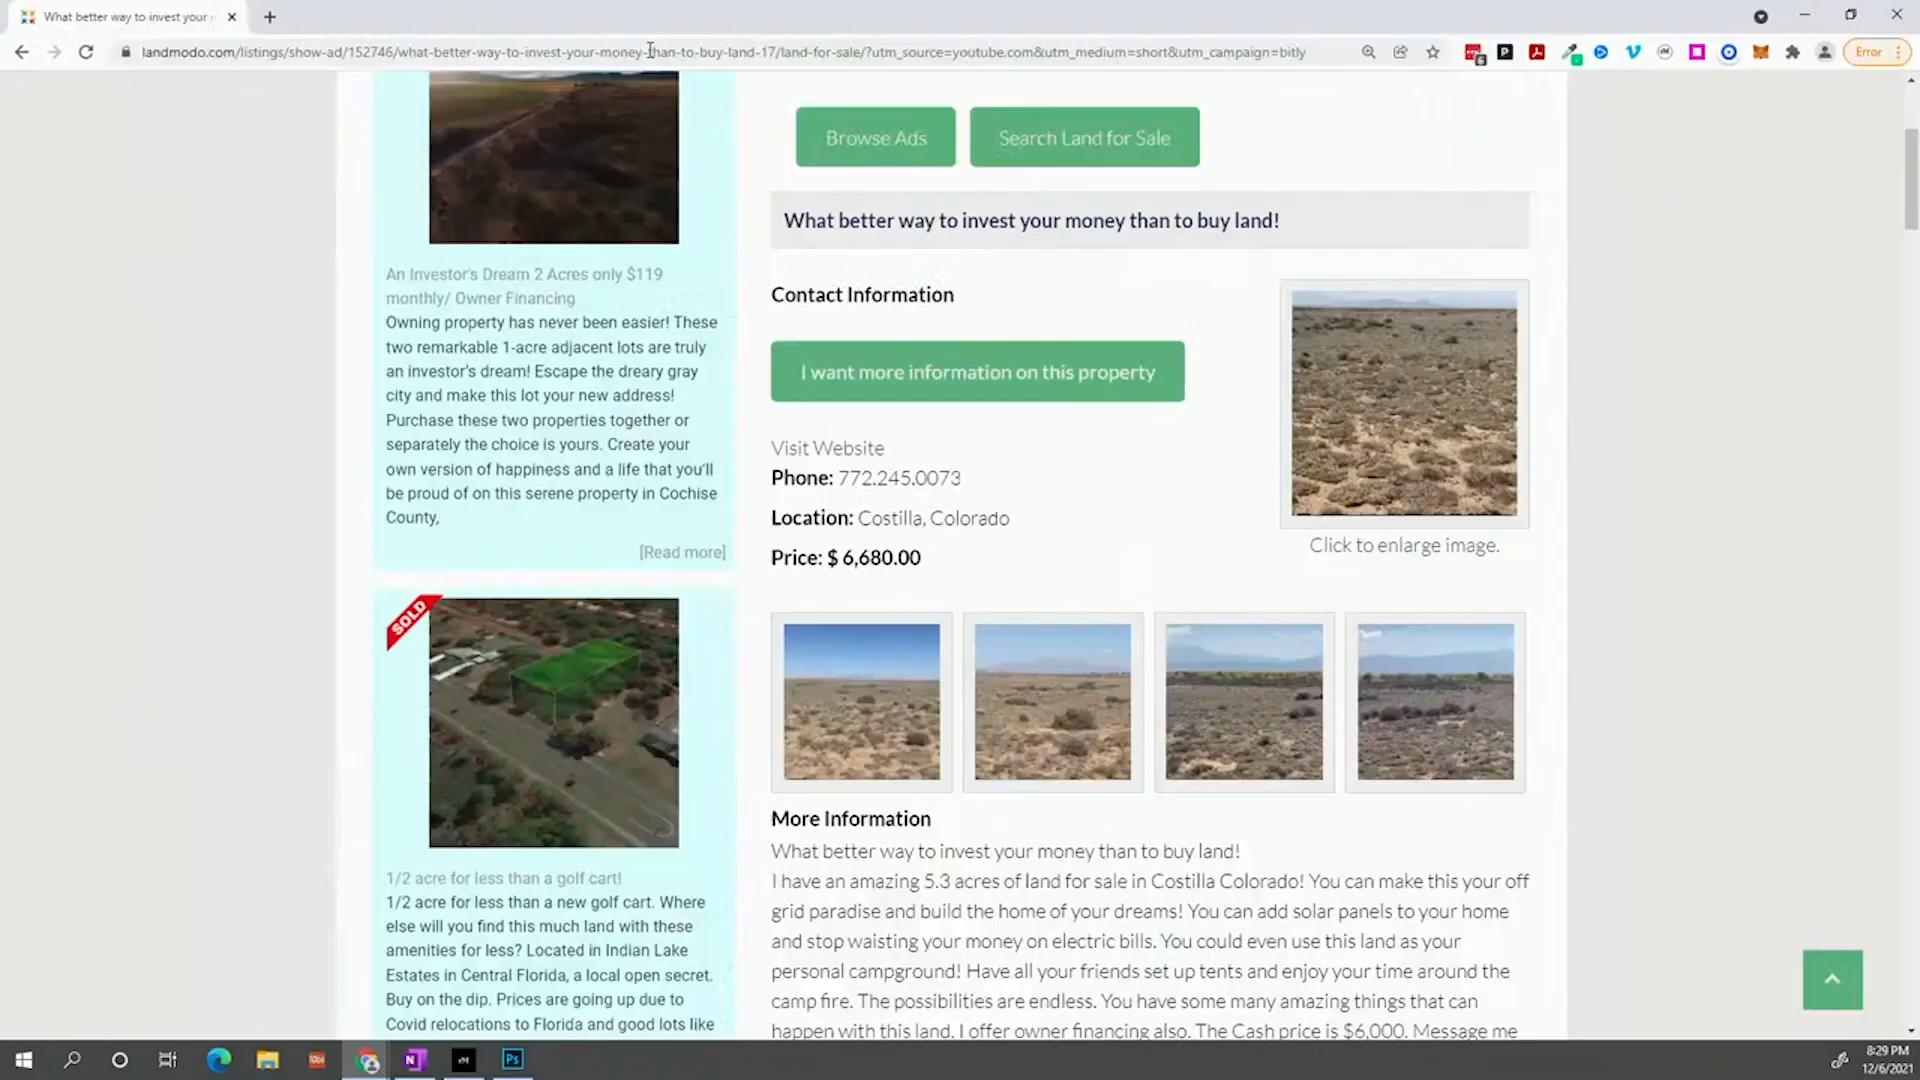 What better way to invest your
landmodo.com/listings/show-ad/152746/what-better-way-to-invest-your-money-than-to-buy-land-17/land-for-sale/?utm_source=youtube.com&utm_medium=short&utm_campaign=bitly
Error
Browse Ads
Search Land for Sale
What better way to invest your money than to buy land!
Contact Information
I want more information on this property
Visit Website
Phone: 772.245.0073
Location: Costilla, Colorado
Price: $ 6,680.00
Click to enlarge image.
More Information
What better way to invest your money than to buy land!
I have an amazing 5.3 acres of land for sale in Costilla Colorado! You can make this your off
grid paradise and build the home of your dreams! You can add solar panels to your home
and stop waisting your money on electric bills. You could even use this land as your
personal campground! Have all your friends set up tents and enjoy your time around the
camp fire. The possibilities are endless. You have some many amazing things that can
happen with this land. I offer owner financing also. The Cash price is $6,000. Message me
An Investor's Dream 2 Acres only $119
monthly/ Owner Financing
Owning property has never been easier! These
two remarkable 1-acre adjacent lots are truly
an investor's dream! Escape the dreary gray
city and make this lot your new address!
Purchase these two properties together or
separately the choice is yours. Create your
own version of happiness and a life that you'll
be proud of on this serene property in Cochise
County,
[Read more]
SOLD
1/2 acre for less than a golf cart!
1/2 acre for less than a new golf cart. Where
else will you find this much land with these
amenities for less? Located in Indian Lake
Estates in Central Florida, a local open secret.
Buy on the dip. Prices are going up due to
Covid relocations to Florida and good lots like
Ps
8:29 PM
12/6/2021